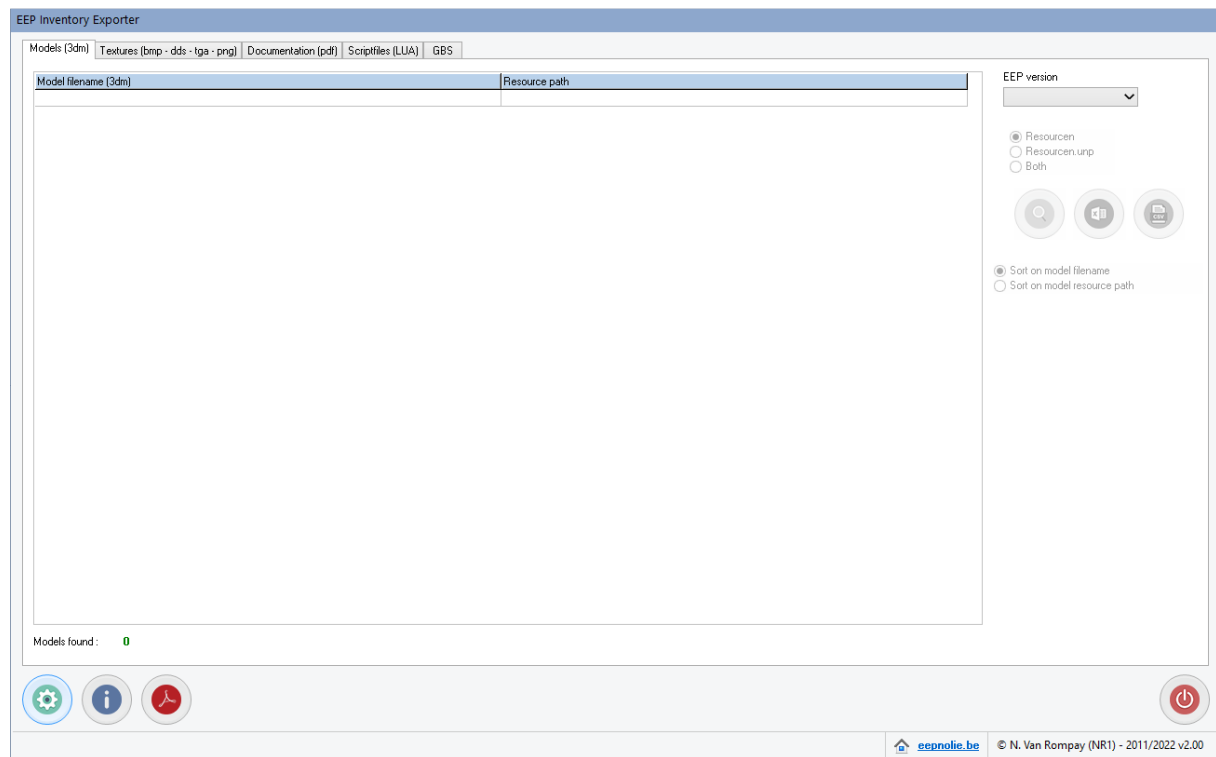 EEP Inventory Exporter
Models (3dm) Textures (bmp - dds - tga - png) Documentation (pdf) Scriptfiles (LUA) GBS
Model filename (3dm) Resource path
EEP version
Resourcen
Resourcen.unp
Both
CSV
Sort on model filename
Sort on model resource path
Models found : 0
eepnolie.be © N. Van Rompay (NR1) - 2011/2022 v2.00